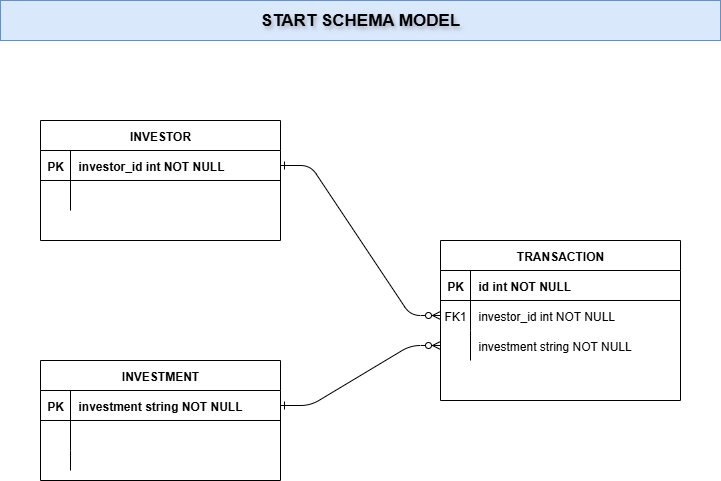 START SCHEMA MODEL
INVESTOR
PK investor_id int NOT NULL
TRANSACTION
PK id int NOT NULL
FK1 investor_id int NOT NULL
investment string NOT NULL
INVESTMENT
PK investment string NOT NULL